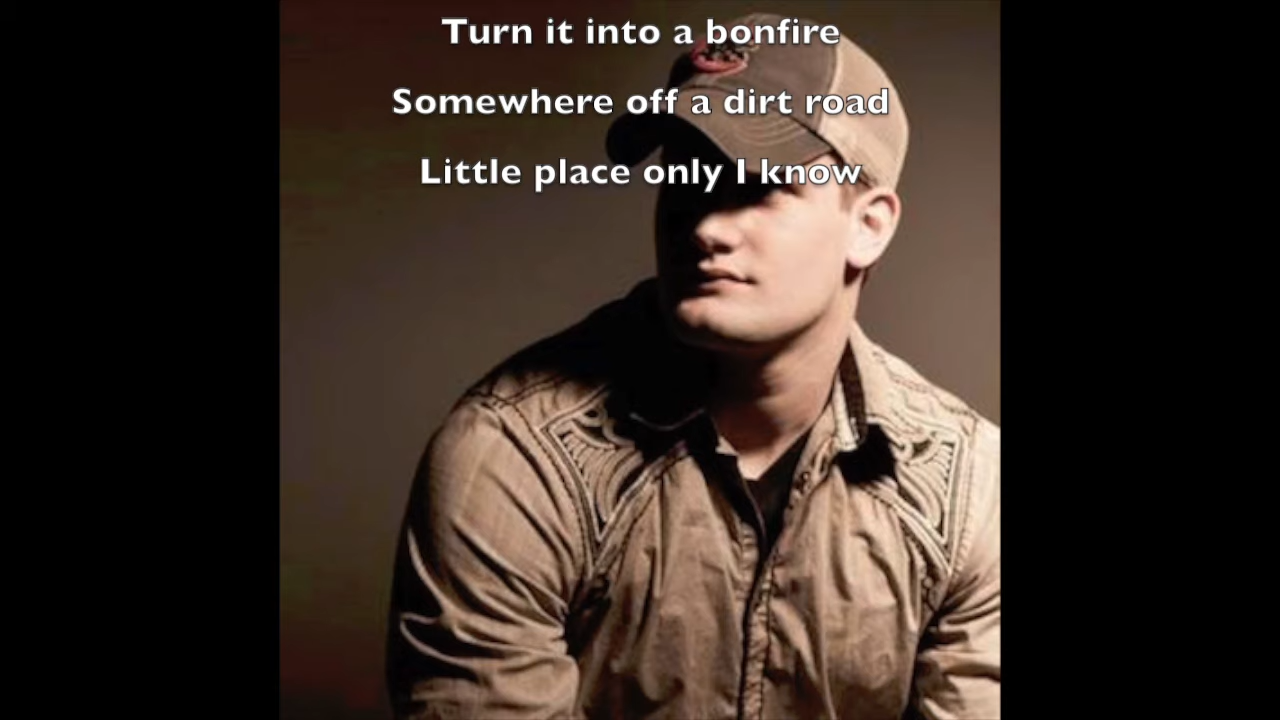 Turn it into a bonfire
Somewhere off a dirt road
Little place only I know